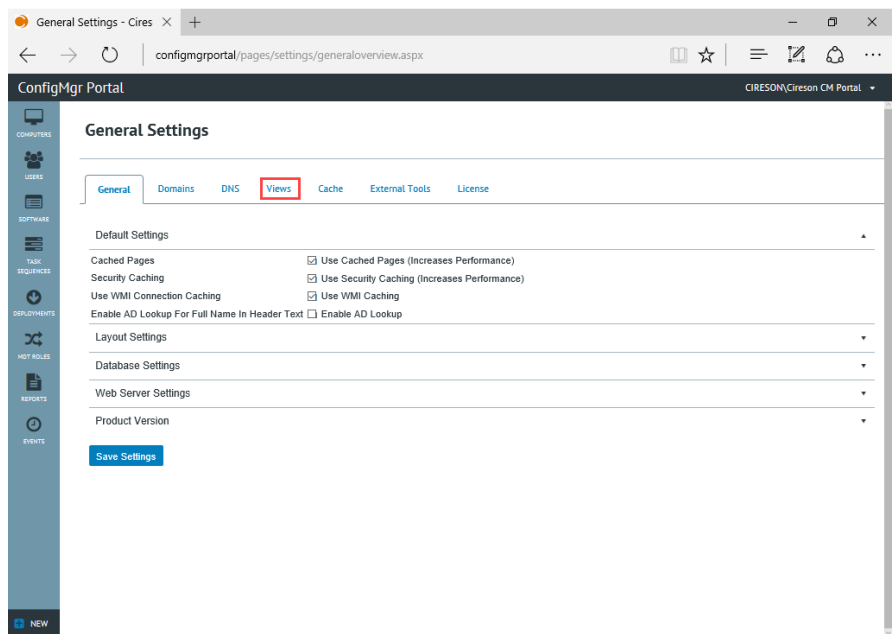 General Settings - Cires
configmgrportal/pages/settings/generaloverview.aspx
ConfigMgr Portal
CIRESON\Cireson CM Portal
COMPUTERS
USERS
SOFTWARE
TASK
SEQUENCES
DEPLOYMENTS
MDT ROLES
REPORTS
EVENTS
NEW
General Settings
General Domains DNS Views Cache External Tools License
Default Settings
Cached Pages Use Cached Pages (Increases Performance)
Security Caching Use Security Caching (Increases Performance)
Use WMI Connection Caching Use WMI Caching
Enable AD Lookup For Full Name In Header Text Enable AD Lookup
Layout Settings
Database Settings
Web Server Settings
Product Version
Save Settings